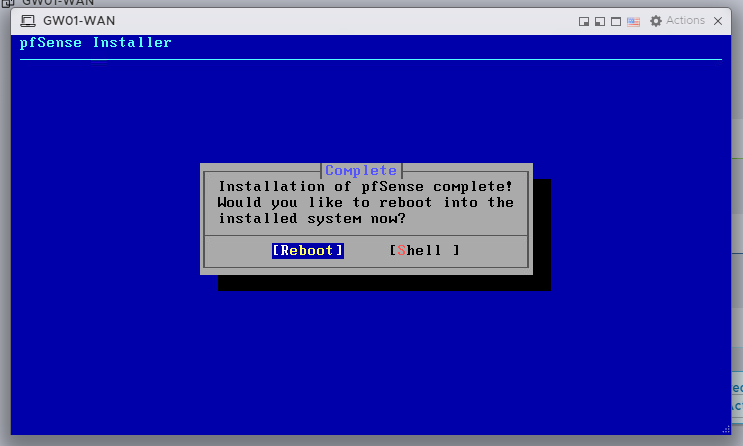 GW01-WAN
GW01-WAN
Actions
pfSense Installer
Complete
Installation of pfSense complete!
Would you like to reboot into the
installed system now?
[Reboot]
[Shell ]